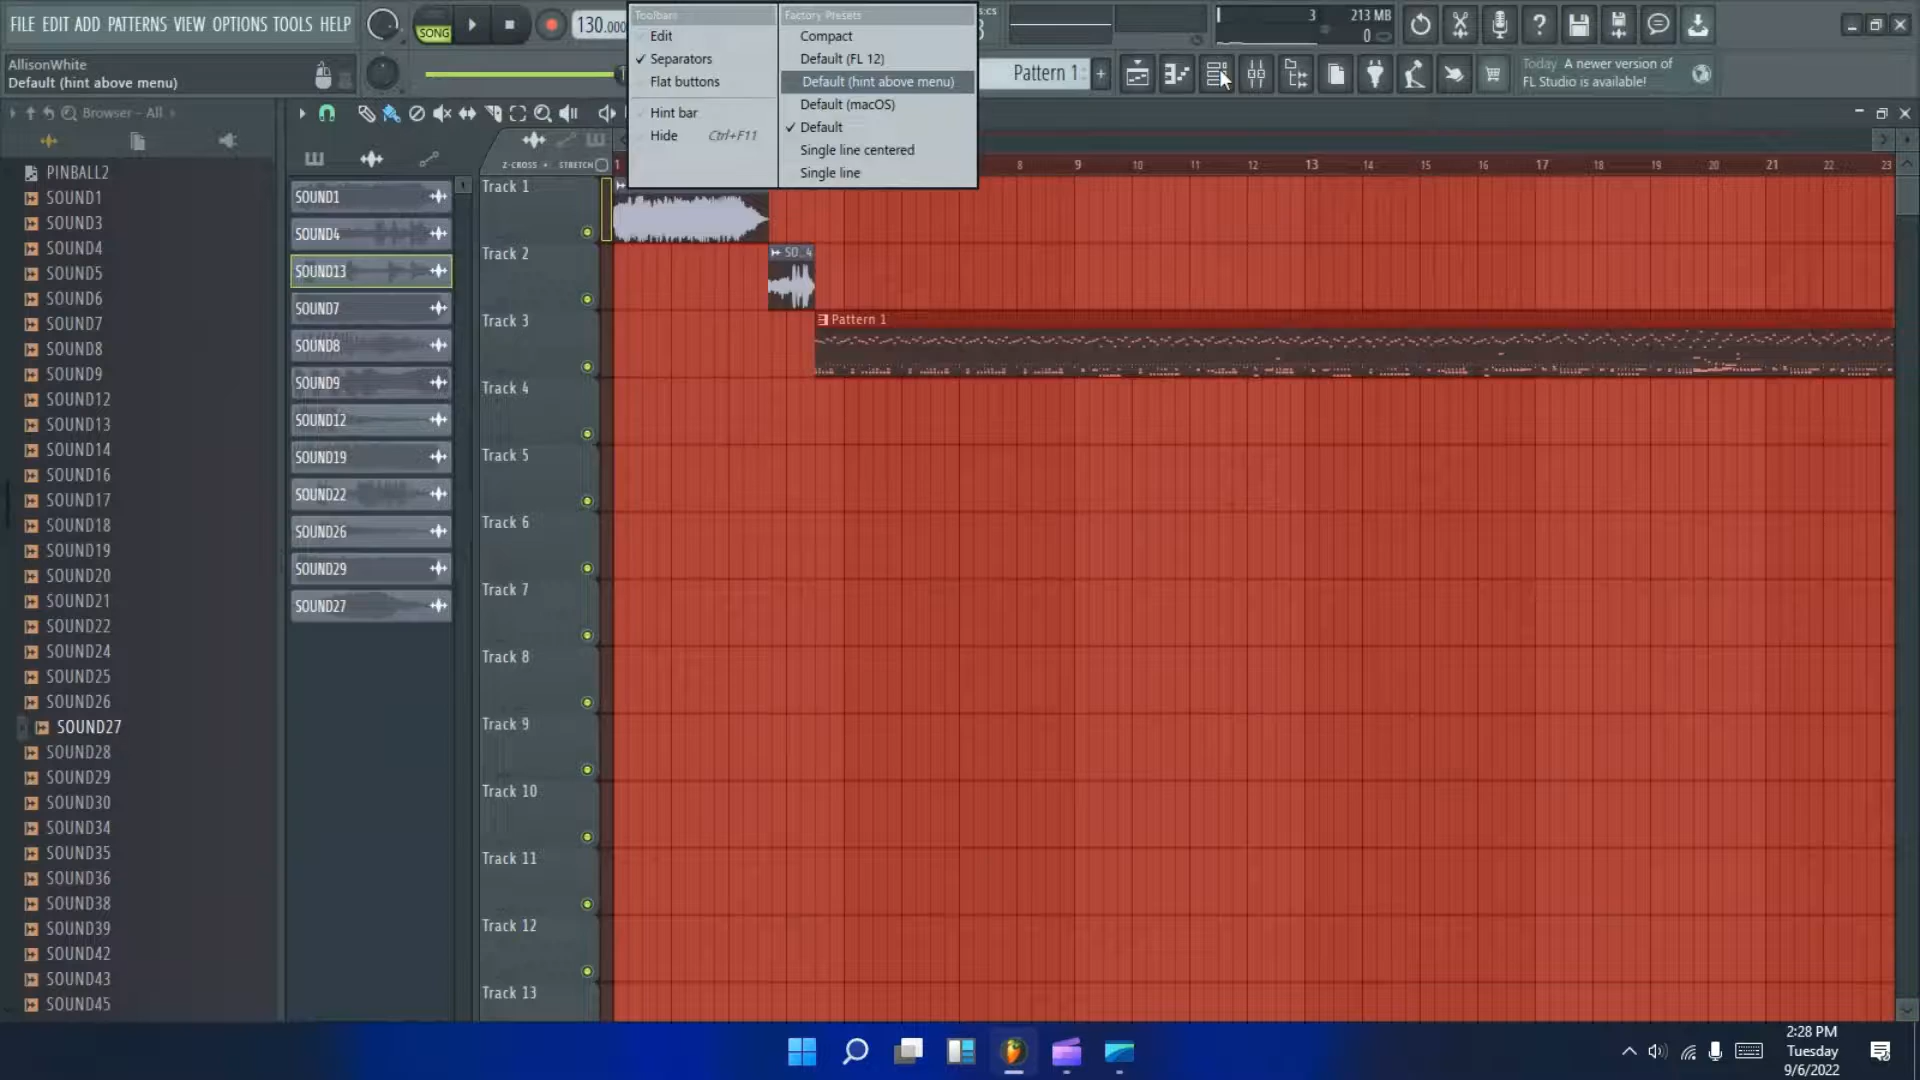 FILE EDIT ADD PATTERNS VIEW OPTIONS TOOLS HELP
SONG
130.000
3
213 MB
0
AllisonWhite
Default (hint above menu)
Pattern 1
+
Today A newer version of
FL Studio is available!
Toolbars
Edit
Separators
Flat buttons
Hint bar
Hide Ctrl+F11
Factory Presets
Compact
Default (FL 12)
Default (hint above menu)
Default (macOS)
Default
Single line centered
Single line
Browser - All
PINBALL2
SOUND1
SOUND3
SOUND4
SOUND5
SOUND6
SOUND7
SOUND8
SOUND9
SOUND12
SOUND13
SOUND14
SOUND16
SOUND17
SOUND18
SOUND19
SOUND20
SOUND21
SOUND22
SOUND24
SOUND25
SOUND26
SOUND27
SOUND28
SOUND29
SOUND30
SOUND34
SOUND35
SOUND36
SOUND38
SOUND39
SOUND42
SOUND43
SOUND45
SOUND1
SOUND4
SOUND13
SOUND7
SOUND8
SOUND9
SOUND12
SOUND19
SOUND22
SOUND26
SOUND29
SOUND27
Z-CROSS STRETCH
1 8 9 10 11 12 13 14 15 16 17 18 19 20 21 22 23
Track 1
Track 2
SO_4
Track 3
Pattern 1
Track 4
Track 5
Track 6
Track 7
Track 8
Track 9
Track 10
Track 11
Track 12
Track 13
2:28 PM
Tuesday
9/6/2022